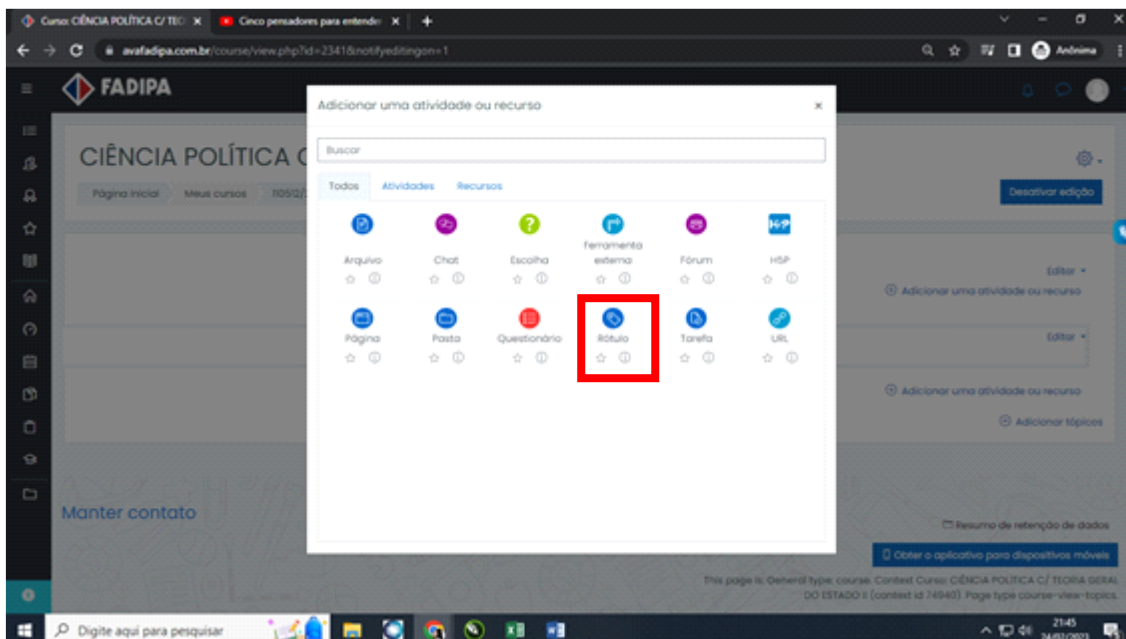 Curso: CIÊNCIA POLÍTICA C/ TEO
Cinco pensadores para entender
avafadipa.com.br/course/view.php?id=2341&notifyeditingon=1
Anônima
FADIPA
Adicionar uma atividade ou recurso
CIÊNCIA POLÍTICA
Buscar
Página inicial
Meus cursos
110512/
Desativar edição
Todos
Atividades
Recursos
Arquivo
Chat
Escolha
Ferramenta
externa
Fórum
H5P
Editar
Adicionar uma atividade ou recurso
Página
Pasta
Questionário
Rótulo
Tarefa
URL
Editar
Adicionar uma atividade ou recurso
Adicionar tópicos
Manter contato
Resumo de retenção de dados
Obter o aplicativo para dispositivos móveis
This page is: General type: course. Context Curso: CIÊNCIA POLÍTICA C/ TEORIA GERAL
DO ESTADO II (context id 74940). Page type course-view-topics.
Digite aqui para pesquisar
21:45